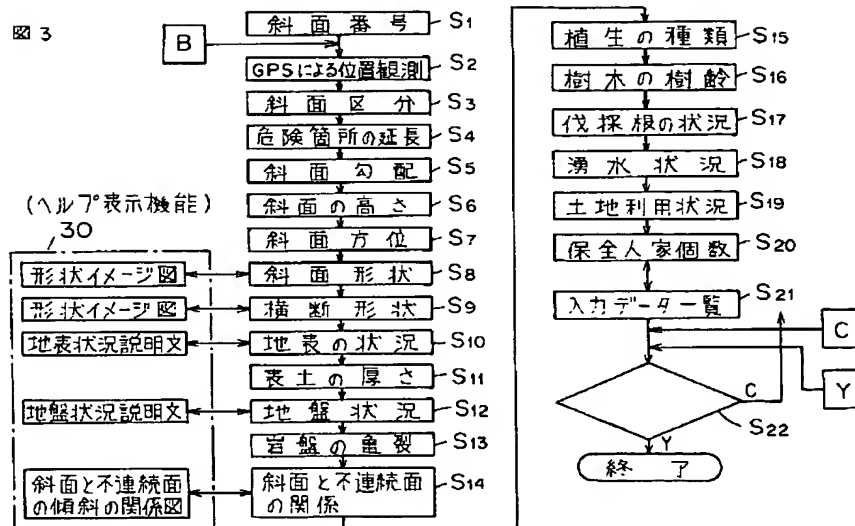 図3
B
斜面番号 S1
GPSによる位置観測 S2
斜面区分 S3
危険箇所の延長 S4
斜面勾配 S5
斜面の高さ S6
斜面方位 S7
(ヘルプ表示機能)
30
形状イメージ図
斜面形状 S8
形状イメージ図
横断形状 S9
地表状況説明文
地表の状況 S10
表土の厚さ S11
地盤状況説明文
地盤状況 S12
岩盤の亀裂 S13
斜面と不連続面
の傾斜の関係図
斜面と不連続面
の関係
S14
植生の種類 S15
樹木の樹齢 S16
伐採根の状況 S17
湧水状況 S18
土地利用状況 S19
保全人家個数 S20
入力データ一覧 S21
C
Y
C
S22
Y
終了